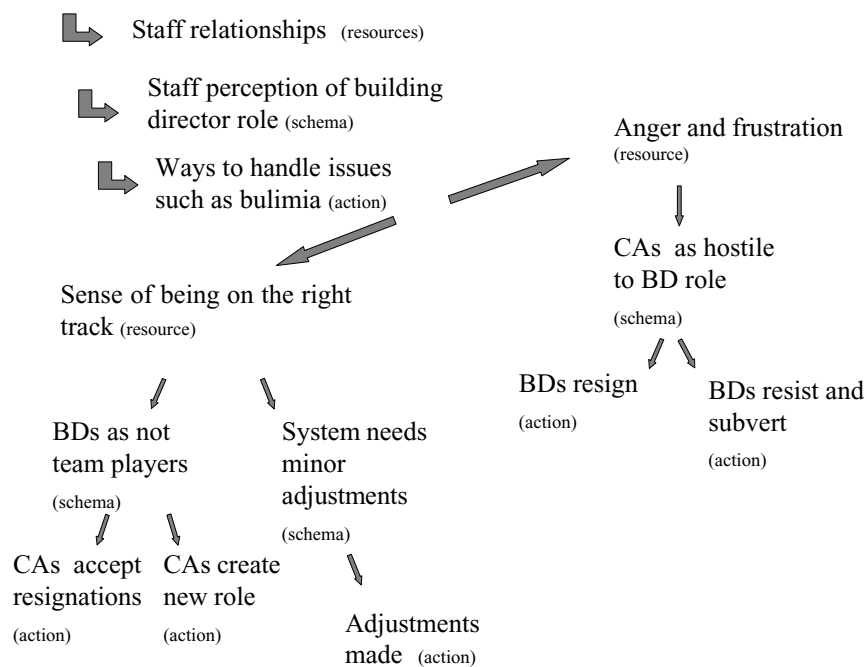 Staff relationships (resources)
Staff perception of building
director role (schema)
Ways to handle issues
such as bulimia (action)
Anger and frustration
(resource)
CAs as hostile
to BD role
(schema)
Sense of being on the right
track (resource)
BDs resign
(action)
BDs resist and
subvert
(action)
BDs as not
team players
(schema)
System needs
minor
adjustments
(schema)
CAs accept
resignations
(action)
CAs create
new role
(action)
Adjustments
made (action)